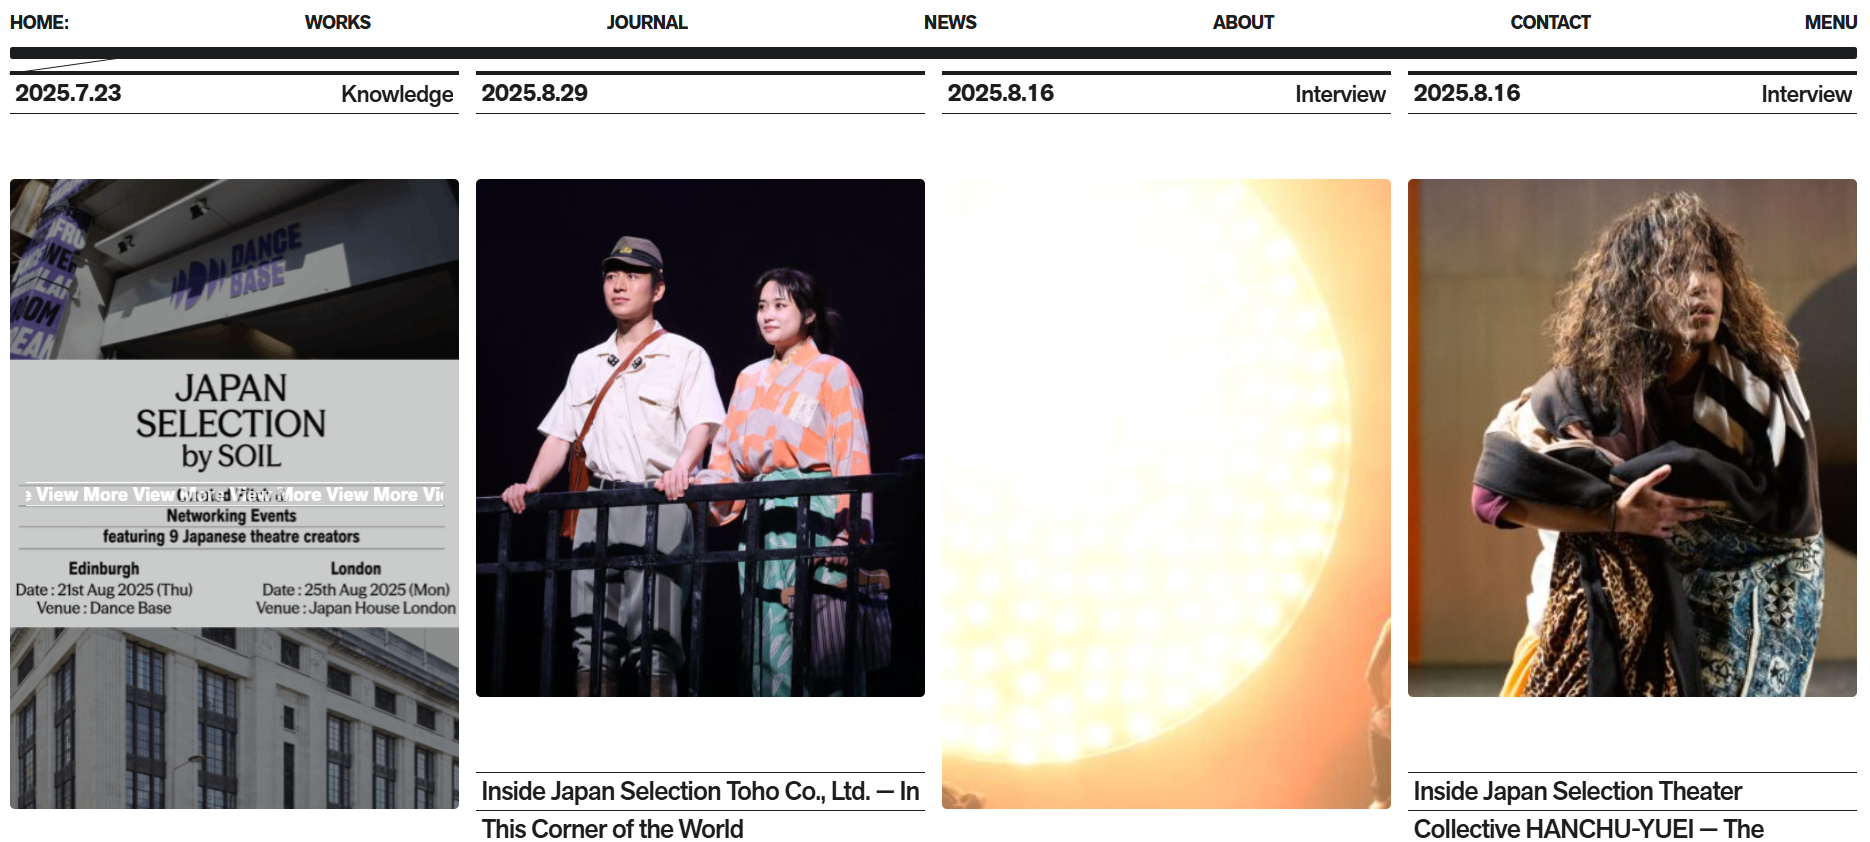 HOME:
WORKS
JOURNAL
NEWS
ABOUT
CONTACT
MENU
2025.7.23
Knowledge
2025.8.29
2025.8.16
Interview
2025.8.16
Interview
DANCE
BASE
JAPAN
SELECTION
by SOIL
View More View More View More View More
Networking Events
featuring 9 Japanese theatre creators
Edinburgh
Date : 21st Aug 2025 (Thu)
Venue : Dance Base
London
Date : 25th Aug 2025 (Mon)
Venue : Japan House London
Inside Japan Selection Toho Co., Ltd. — In
This Corner of the World
Inside Japan Selection Theater
Collective HANCHU-YUEI — The